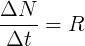 ΔN/Δt = R